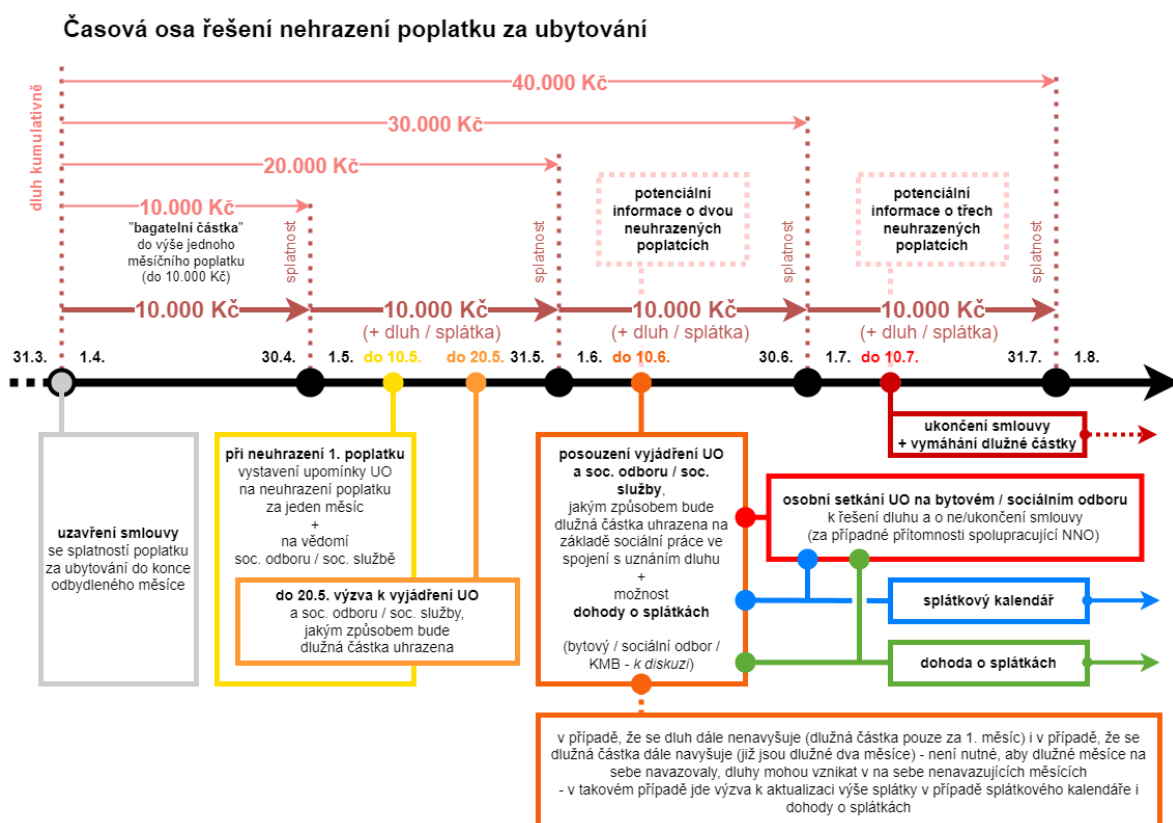 Časová osa řešení nehrazení poplatku za ubytování
dluh kumulativně
40.000 Kč
30.000 Kč
20.000 Kč
10.000 Kč
"bagatelní částka"
do výše jednoho
měsíčního poplatku
(do 10.000 Kč)
splatnost
splatnost
potenciální
informace o dvou
neuhrazených
poplatcích
splatnost
potenciální
informace o třech
neuhrazených
poplatcích
splatnost
10.000 Kč
10.000 Kč
(+ dluh / splátka)
10.000 Kč
(+ dluh / splátka)
10.000 Kč
(+ dluh / splátka)
31.3. 1.4. 30.4. 1.5. do 10.5. do 20.5. 31.5. 1.6. do 10.6. 30.6. 1.7. do 10.7. 31.7. 1.8.
uzavření smlouvy
se splatností poplatku
za ubytování do konce
odbydleného měsíce
při neuhrazení 1. poplatku
vystavení upomínky UO
na neuhrazení poplatku
za jeden měsíc
+
na vědomí
soc. odboru / soc. službě
do 20.5. výzva k vyjádření UO
a soc. odboru / soc. služby,
jakým způsobem bude
dlužná částka uhrazena
posouzení vyjádření UO
a soc. odboru / soc.
služby,
jakým způsobem bude
dlužná částka uhrazena na
základě sociální práce ve
spojení s uznáním dluhu
+
možnost
dohody o splátkách
(bytový / sociální odbor /
KMB - k diskuzi)
ukončení smlouvy
+ vymáhání dlužné částky
osobní setkání UO na bytovém / sociálním odboru
k řešení dluhu a o ne/ukončení smlouvy
(za případné přítomnosti spolupracující NNO)
splátkový kalendář
dohoda o splátkách
v případě, že se dluh dále nenavyšuje (dlužná částka pouze za 1. měsíc) i v případě, že se
dlužná částka dále navyšuje (již jsou dlužné dva měsíce) - není nutné, aby dlužné měsíce na
sebe navazovaly, dluhy mohou vznikat v na sebe nenavazujících měsících
- v takovém případě jde výzva k aktualizaci výše splátky v případě splátkového kalendáře i
dohody o splátkách